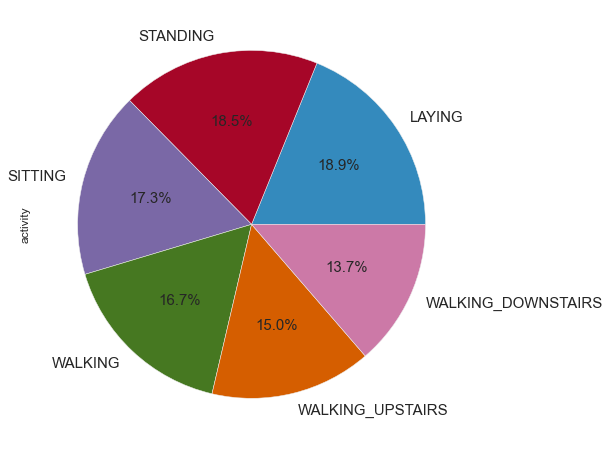 STANDING
LAYING
18.5%
18.9%
SITTING
17.3%
activity
13.7%
16.7%
WALKING_DOWNSTAIRS
15.0%
WALKING
WALKING_UPSTAIRS